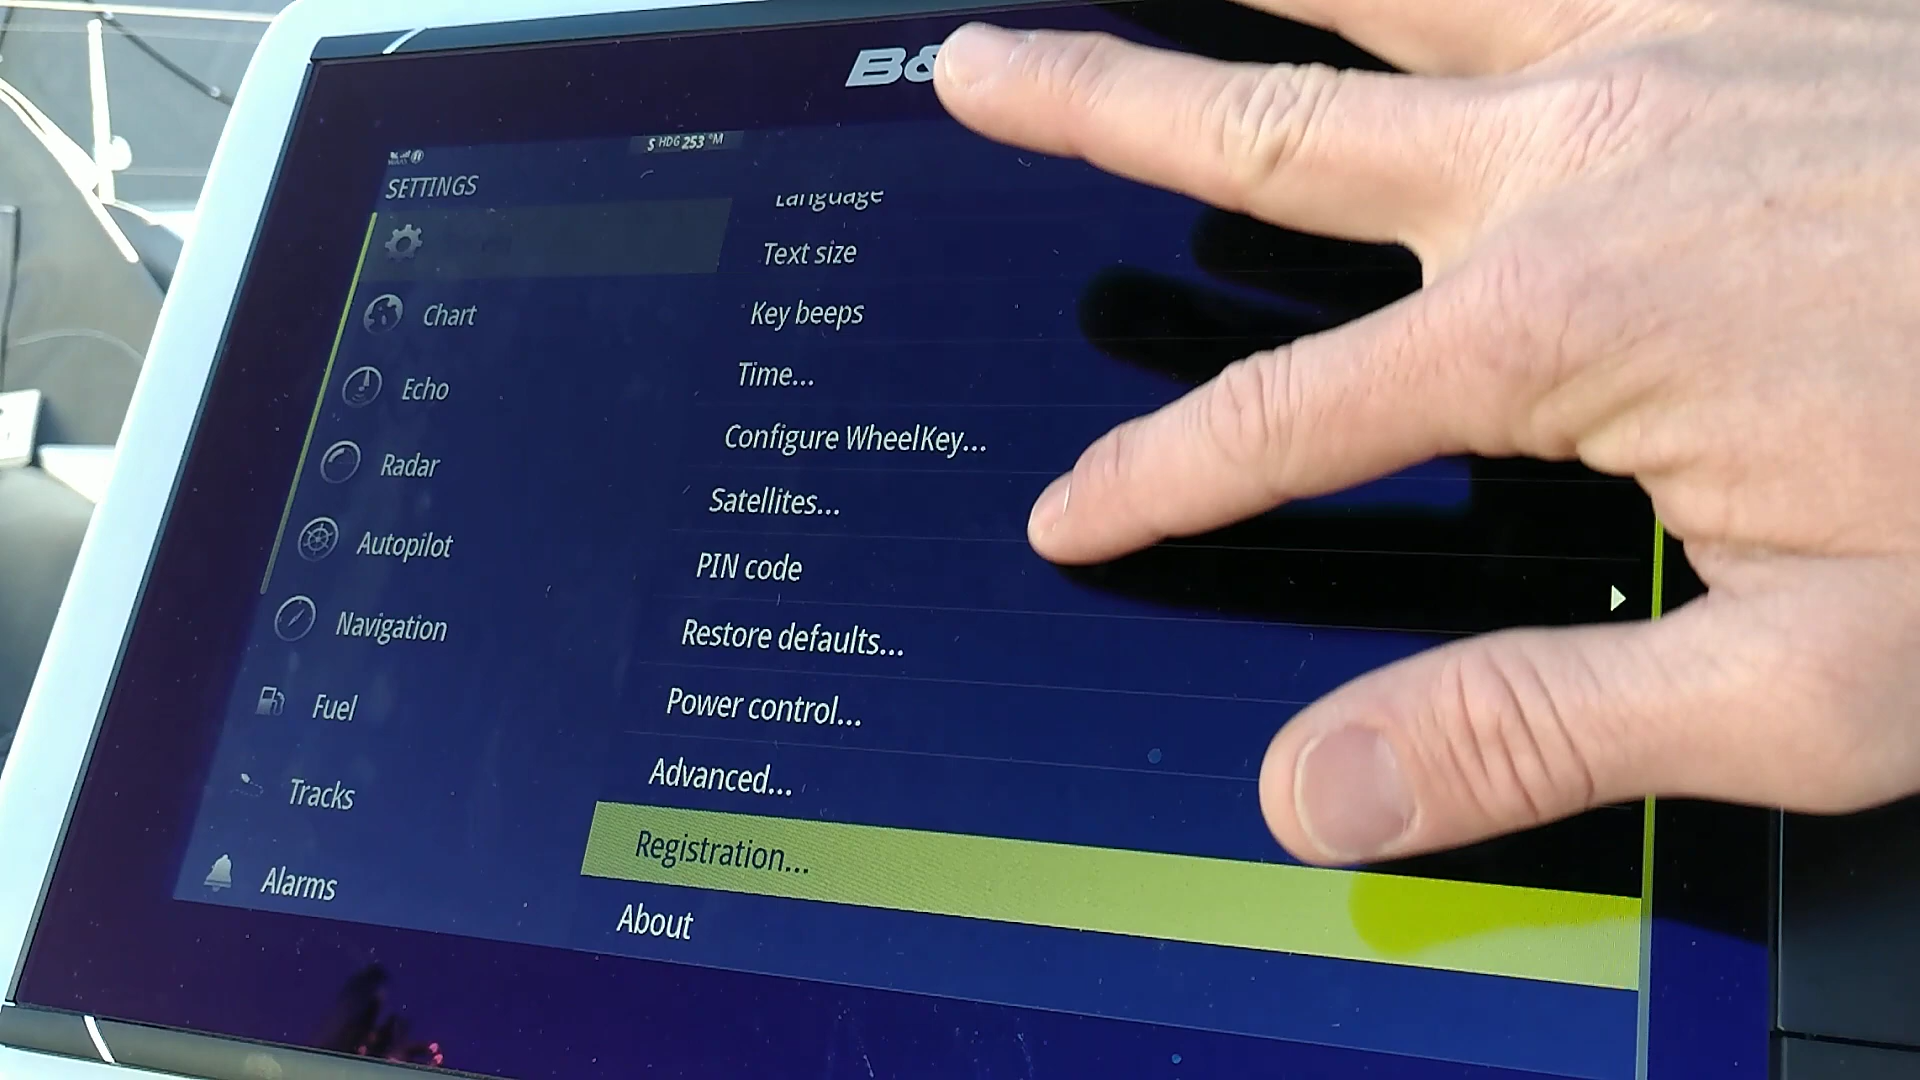 B&
S HDG 253 °M
SETTINGS
Chart
Echo
Radar
Autopilot
Navigation
Fuel
Tracks
Alarms
Language
Text size
Key beeps
Time...
Configure WheelKey...
Satellites...
PIN code
Restore defaults...
Power control...
Advanced...
Registration...
About